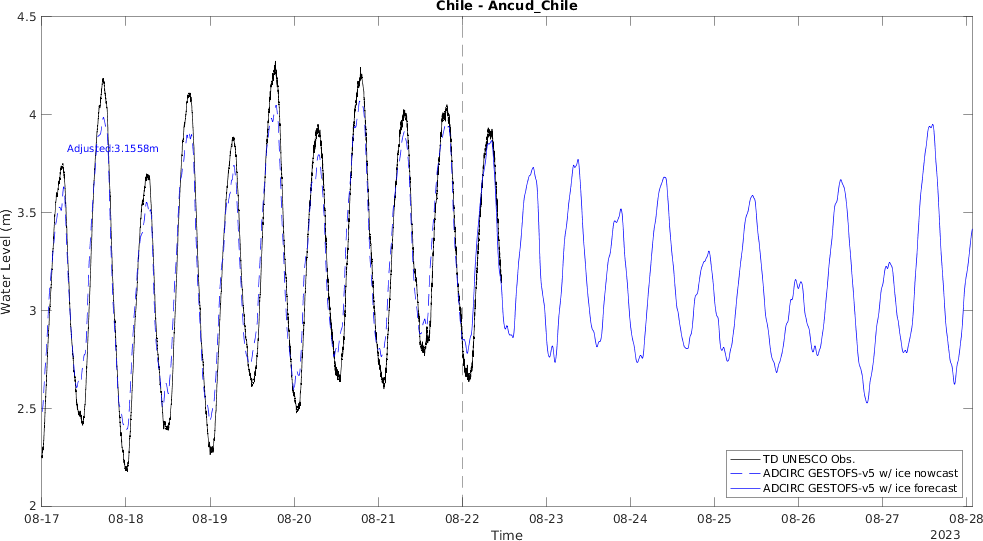 Chile - Ancud_Chile
4.5
4
3.5
3
2.5
2
Water Level (m)
Adjusted:3.1558m
TD UNESCO Obs.
ADCIRC GESTOFS-v5 w/ ice nowcast
ADCIRC GESTOFS-v5 w/ ice forecast
08-17 08-18 08-19 08-20 08-21 08-22 08-23 08-24 08-25 08-26 08-27 08-28
Time
2023